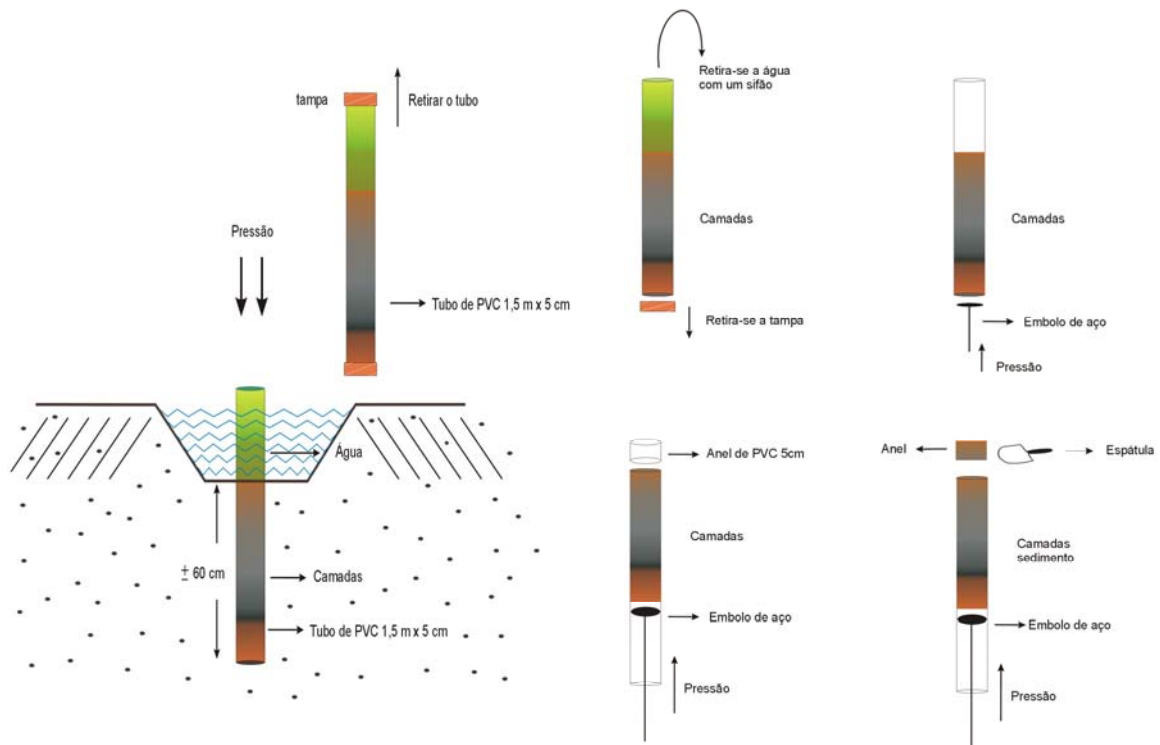 tampa
Retirar o tubo
Pressão
Tubo de PVC 1,5 m x 5 cm
Água
± 60 cm
Camadas
Tubo de PVC 1,5 m x 5 cm
Retira-se a água
com um sifão
Camadas
Retira-se a tampa
Camadas
Embolo de aço
Pressão
Anel de PVC 5cm
Camadas
Embolo de aço
Pressão
Anel
Espátula
Camadas
sedimento
Embolo de aço
Pressão